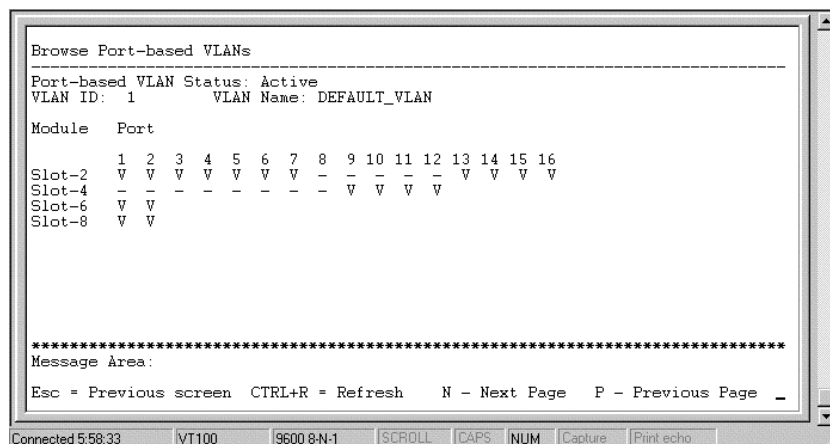 Browse Port-based VLANs
--------------------------------------------------------------------------------
Port-based VLAN Status: Active
VLAN ID:  1        VLAN Name: DEFAULT_VLAN
Module   Port
1  2  3  4  5  6  7  8  9 10 11 12 13 14 15 16
Slot-2   V  V  V  V  V  V  V  -  -  -  -  -  V  V  V  V
Slot-4   -  -  -  -  -  -  -  -  V  V  V  V
Slot-6   V  V
Slot-8   V  V
********************************************************************************
Message Area:
Esc = Previous screen  CTRL+R = Refresh    N - Next Page   P - Previous Page  _
Connected 5:58:33  VT100  9600 8-N-1  SCROLL  CAPS  NUM  Capture  Print echo